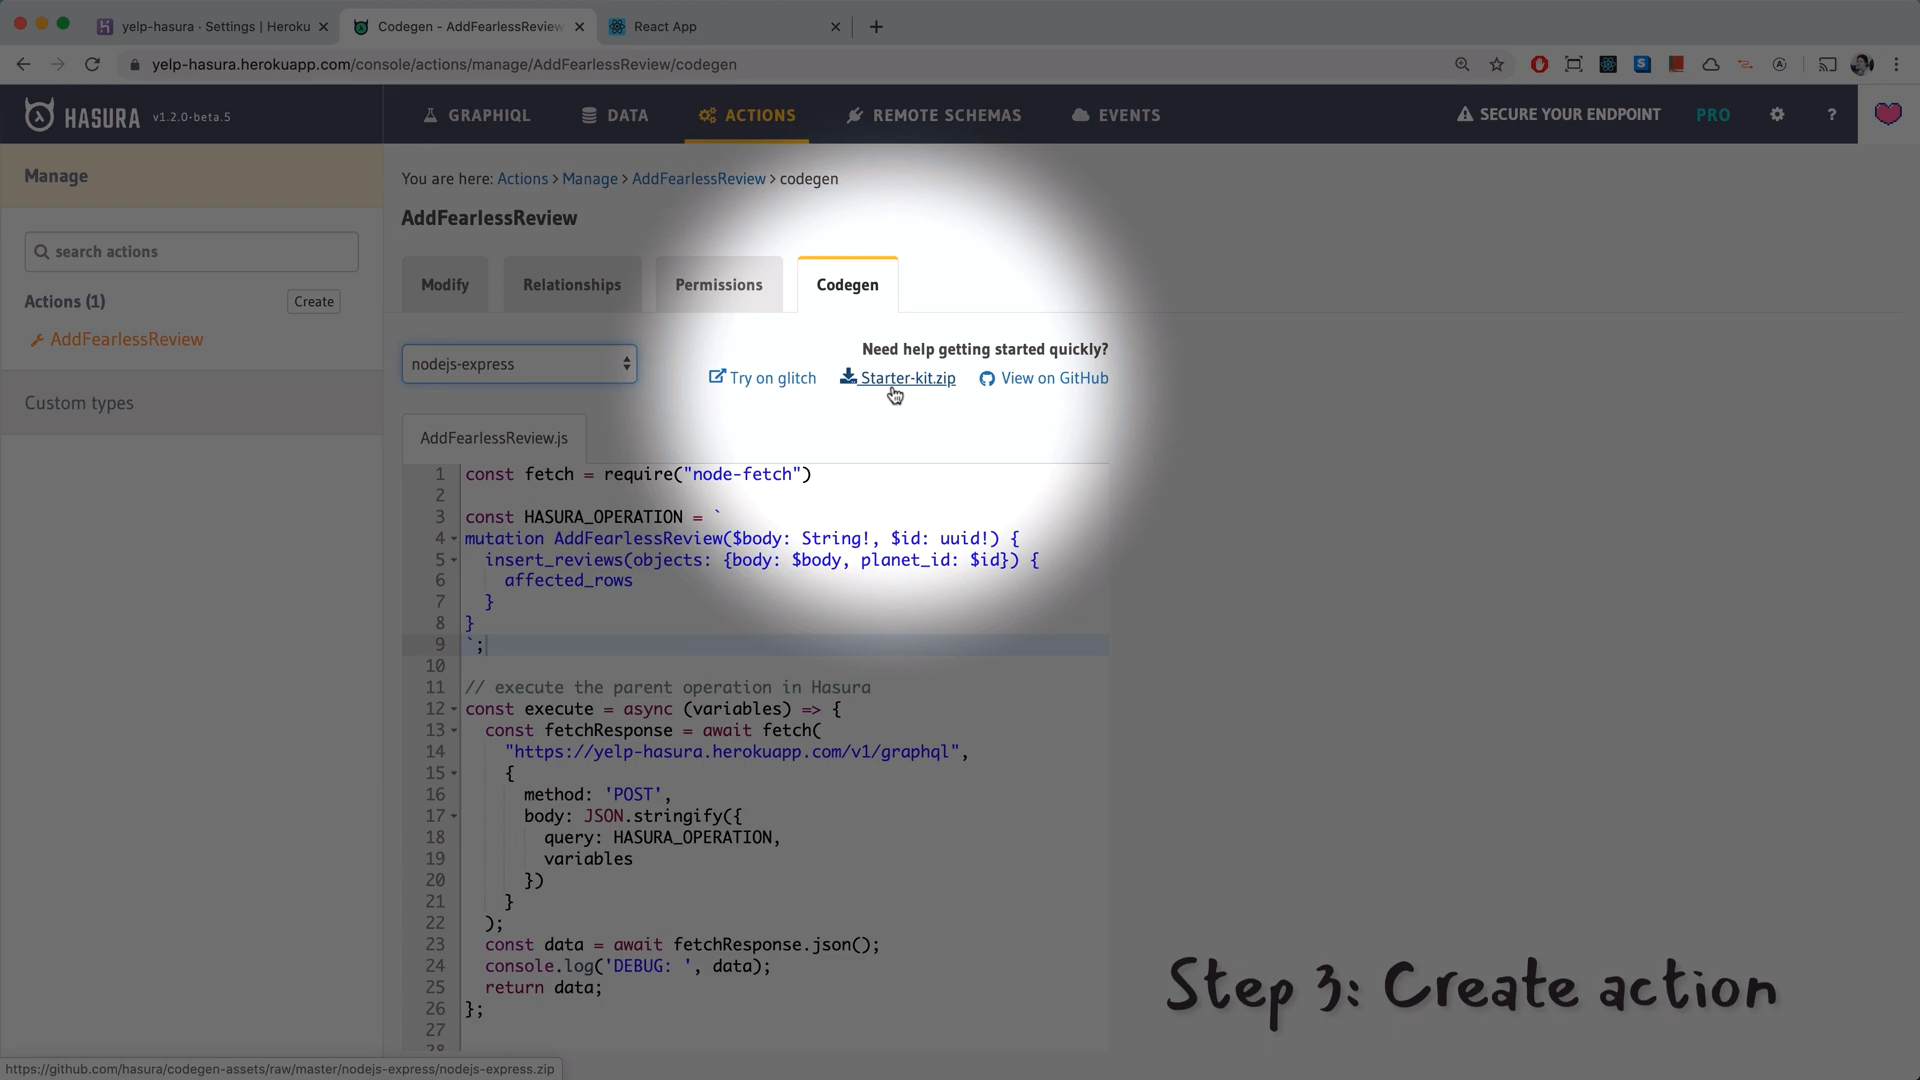 yelp-hasura · Settings | Heroku
Codegen - AddFearlessReview
React App
yelp-hasura.herokuapp.com/console/actions/manage/AddFearlessReview/codegen
HASURA v1.2.0-beta.5
GRAPHIQL
DATA
ACTIONS
REMOTE SCHEMAS
EVENTS
SECURE YOUR ENDPOINT
PRO
?
Manage
search actions
Actions (1)
Create
AddFearlessReview
Custom types
You are here: Actions > Manage > AddFearlessReview > codegen
AddFearlessReview
Modify
Relationships
Permissions
Codegen
nodejs-express
Need help getting started quickly?
Try on glitch
Starter-kit.zip
View on GitHub
AddFearlessReview.js
1 const fetch = require("node-fetch")
2
3 const HASURA_OPERATION = `
4 mutation AddFearlessReview($body: String!, $id: uuid!) {
5 insert_reviews(objects: {body: $body, planet_id: $id}) {
6 affected_rows
7 }
8 }
9 `;
10
11 // execute the parent operation in Hasura
12 const execute = async (variables) => {
13 const fetchResponse = await fetch(
14 "https://yelp-hasura.herokuapp.com/v1/graphql",
15 {
16 method: 'POST',
17 body: JSON.stringify({
18 query: HASURA_OPERATION,
19 variables
20 })
21 }
22 );
23 const data = await fetchResponse.json();
24 console.log('DEBUG: ', data);
25 return data;
26 };
27
28
Step 3: Create action
https://github.com/hasura/codegen-assets/raw/master/nodejs-express/nodejs-express.zip